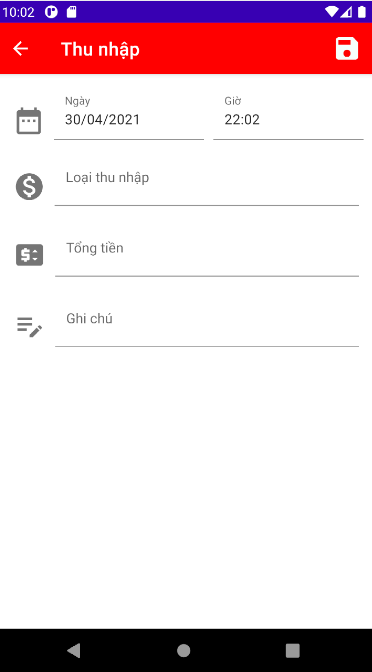 10:02
Thu nhập
Ngày Giờ
30/04/2021 22:02
Loại thu nhập
Tổng tiền
Ghi chú